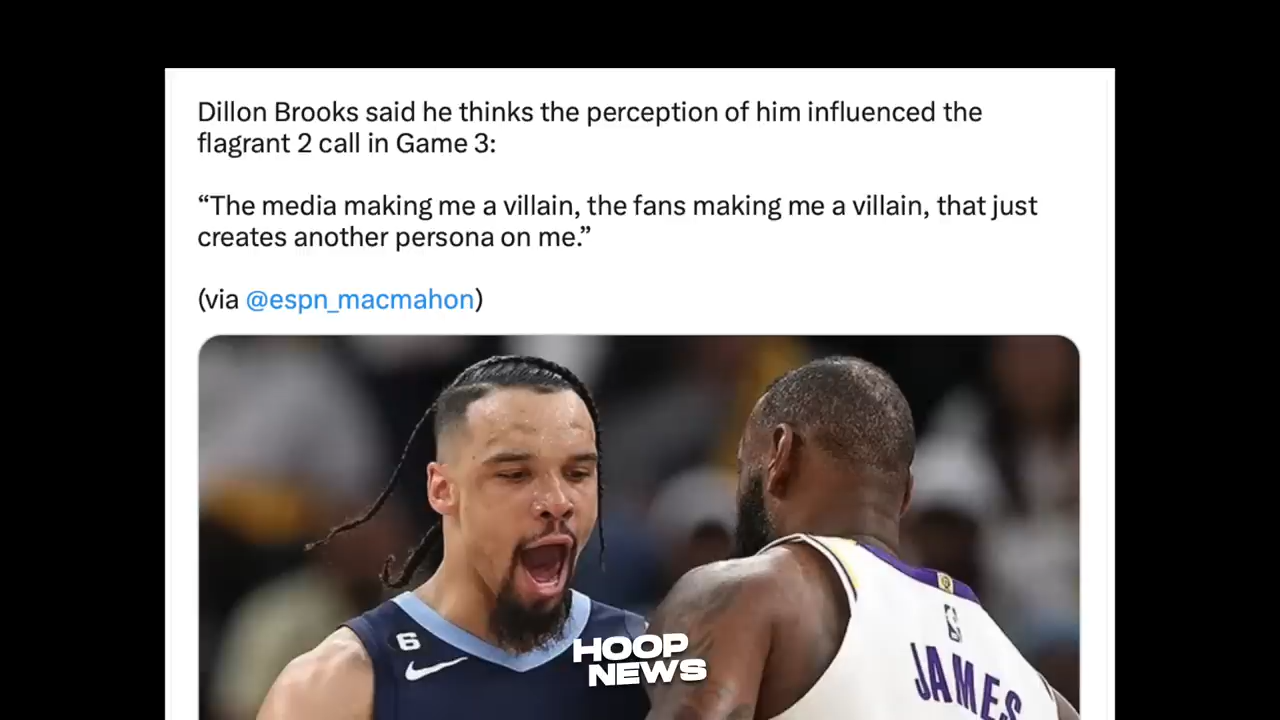 Dillon Brooks said he thinks the perception of him influenced the
flagrant 2 call in Game 3:
“The media making me a villain, the fans making me a villain, that just
creates another persona on me.”
(via @espn_macmahon)
6
JAMES
HOOP
NEWS